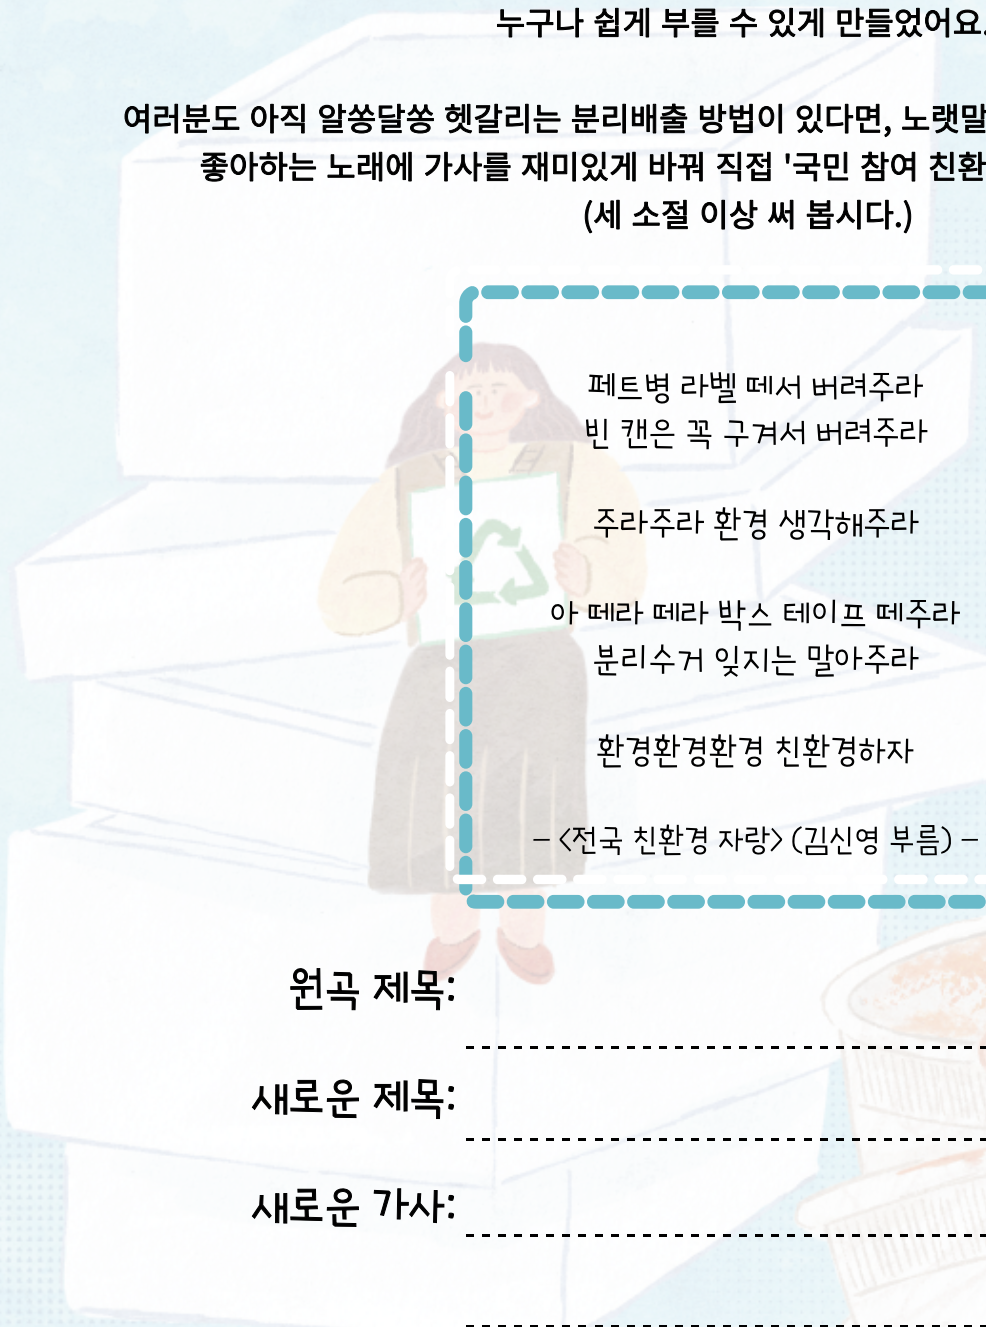 누구나 쉽게 부를 수 있게 만들었어요.
여러분도 아직 알쏭달쏭 헷갈리는 분리배출 방법이 있다면, 노랫말
좋아하는 노래에 가사를 재미있게 바꿔 직접 '국민 참여 친환
(세 소절 이상 써 봅시다.)
페트병 라벨 떼서 버려주라
빈 캔은 꼭 구겨서 버려주라
주라주라 환경 생각해주라
아 떼라 떼라 박스 테이프 떼주라
분리수거 잊지는 말아주라
환경환경환경 친환경하자
– <전국 친환경 자랑> (김신영 부름) –
원곡 제목:
새로운 제목:
새로운 가사: